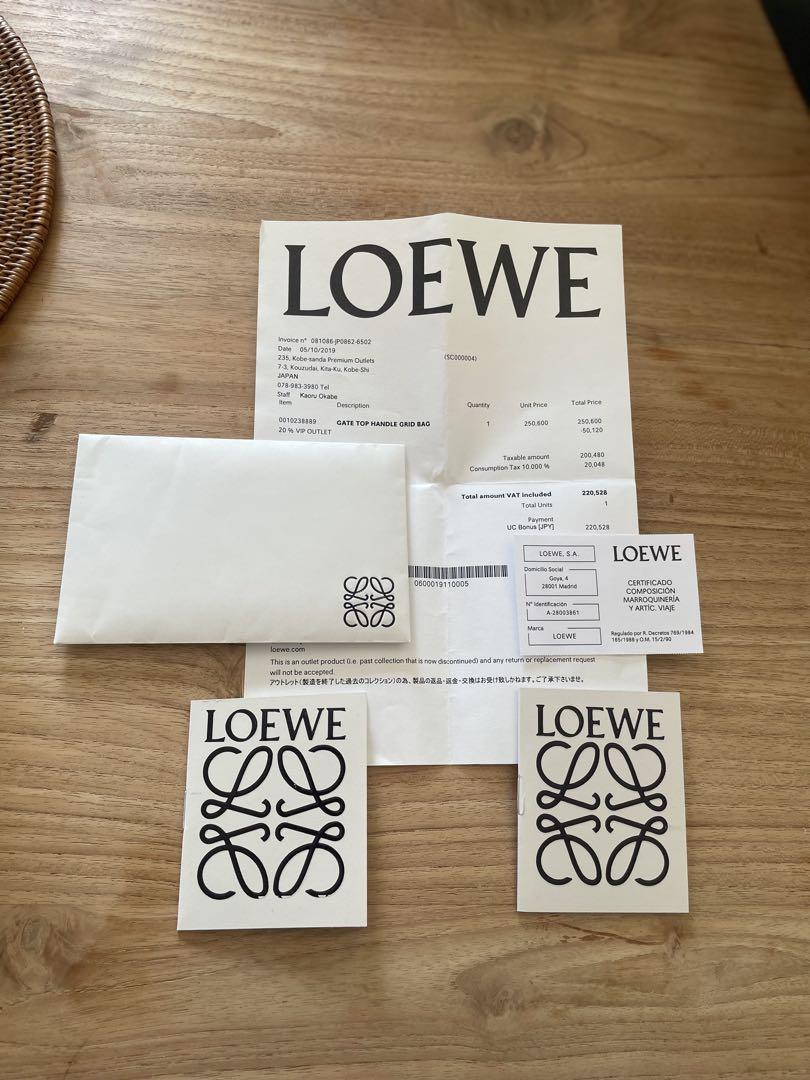 LOEWE
Invoice n° 081086-JP0862-6502
Date 05/10/2019
235, Kobe-sanda Premium Outlets
(SC000004)
7-3, Kouzudai, Kita-Ku, Kobe-Shi
JAPAN
078-983-3980 Tel
Staff Kaoru Okabe
Item Description Quantity Unit Price Total Price
0010238889 GATE TOP HANDLE GRID BAG 1 250,600 250,600
20 % VIP OUTLET -50,120
Taxable amount 200,480
Consumption Tax 10.000 % 20,048
Total amount VAT included 220,528
Total Units 1
Payment
UC Bonus [JPY] 220,528
0600019110005
loewe.com
This is an outlet product (i.e. past collection that is now discontinued) and any return or replacement request
will not be accepted.
アウトレット(製造を終了した過去のコレクション)の為、製品の返品・返金・交換はお受け致しかねます。ご了承下さいませ。
LOEWE, S.A.
Domicilio Social
Goya, 4
28001 Madrid
N° Identificación
A-28003861
Marca
LOEWE
LOEWE
CERTIFICADO
COMPOSICIÓN
MARROQUINERÍA
Y ARTÍC. VIAJE
Regulado por R. Decretos 769/1984
165/1988 y O.M. 15/2/90
LOEWE
LOEWE